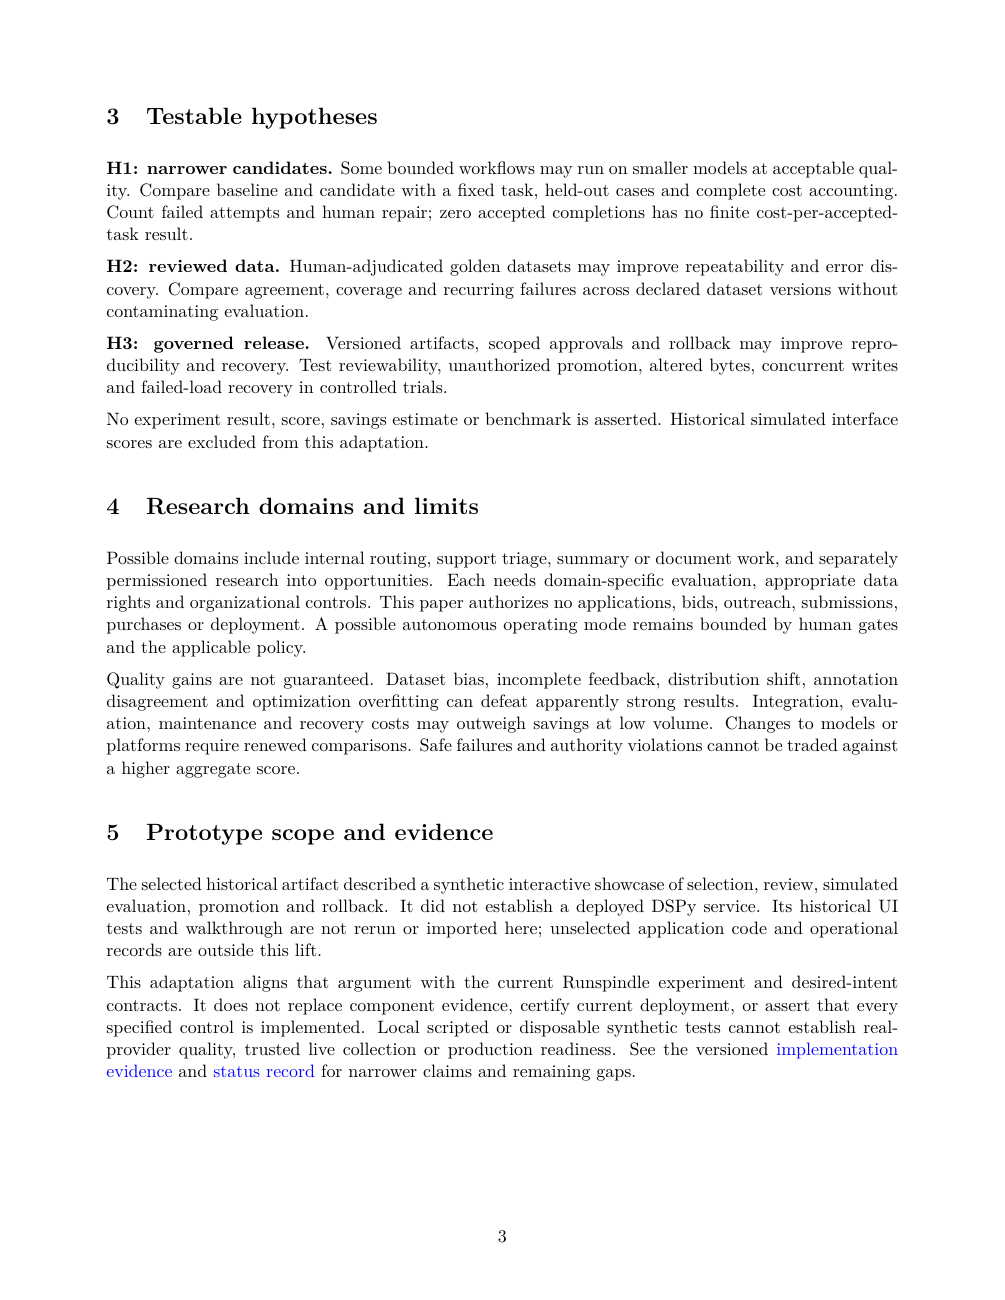 3 Testable hypotheses
H1: narrower candidates. Some bounded workflows may run on smaller models at acceptable qual-
ity. Compare baseline and candidate with a fixed task, held-out cases and complete cost accounting.
Count failed attempts and human repair; zero accepted completions has no finite cost-per-accepted-
task result.
H2: reviewed data. Human-adjudicated golden datasets may improve repeatability and error dis-
covery. Compare agreement, coverage and recurring failures across declared dataset versions without
contaminating evaluation.
H3: governed release. Versioned artifacts, scoped approvals and rollback may improve repro-
ducibility and recovery. Test reviewability, unauthorized promotion, altered bytes, concurrent writes
and failed-load recovery in controlled trials.
No experiment result, score, savings estimate or benchmark is asserted. Historical simulated interface
scores are excluded from this adaptation.
4 Research domains and limits
Possible domains include internal routing, support triage, summary or document work, and separately
permissioned research into opportunities. Each needs domain-specific evaluation, appropriate data
rights and organizational controls. This paper authorizes no applications, bids, outreach, submissions,
purchases or deployment. A possible autonomous operating mode remains bounded by human gates
and the applicable policy.
Quality gains are not guaranteed. Dataset bias, incomplete feedback, distribution shift, annotation
disagreement and optimization overfitting can defeat apparently strong results. Integration, evalu-
ation, maintenance and recovery costs may outweigh savings at low volume. Changes to models or
platforms require renewed comparisons. Safe failures and authority violations cannot be traded against
a higher aggregate score.
5 Prototype scope and evidence
The selected historical artifact described a synthetic interactive showcase of selection, review, simulated
evaluation, promotion and rollback. It did not establish a deployed DSPy service. Its historical UI
tests and walkthrough are not rerun or imported here; unselected application code and operational
records are outside this lift.
This adaptation aligns that argument with the current Runspindle experiment and desired-intent
contracts. It does not replace component evidence, certify current deployment, or assert that every
specified control is implemented. Local scripted or disposable synthetic tests cannot establish real-
provider quality, trusted live collection or production readiness. See the versioned implementation
evidence and status record for narrower claims and remaining gaps.
3